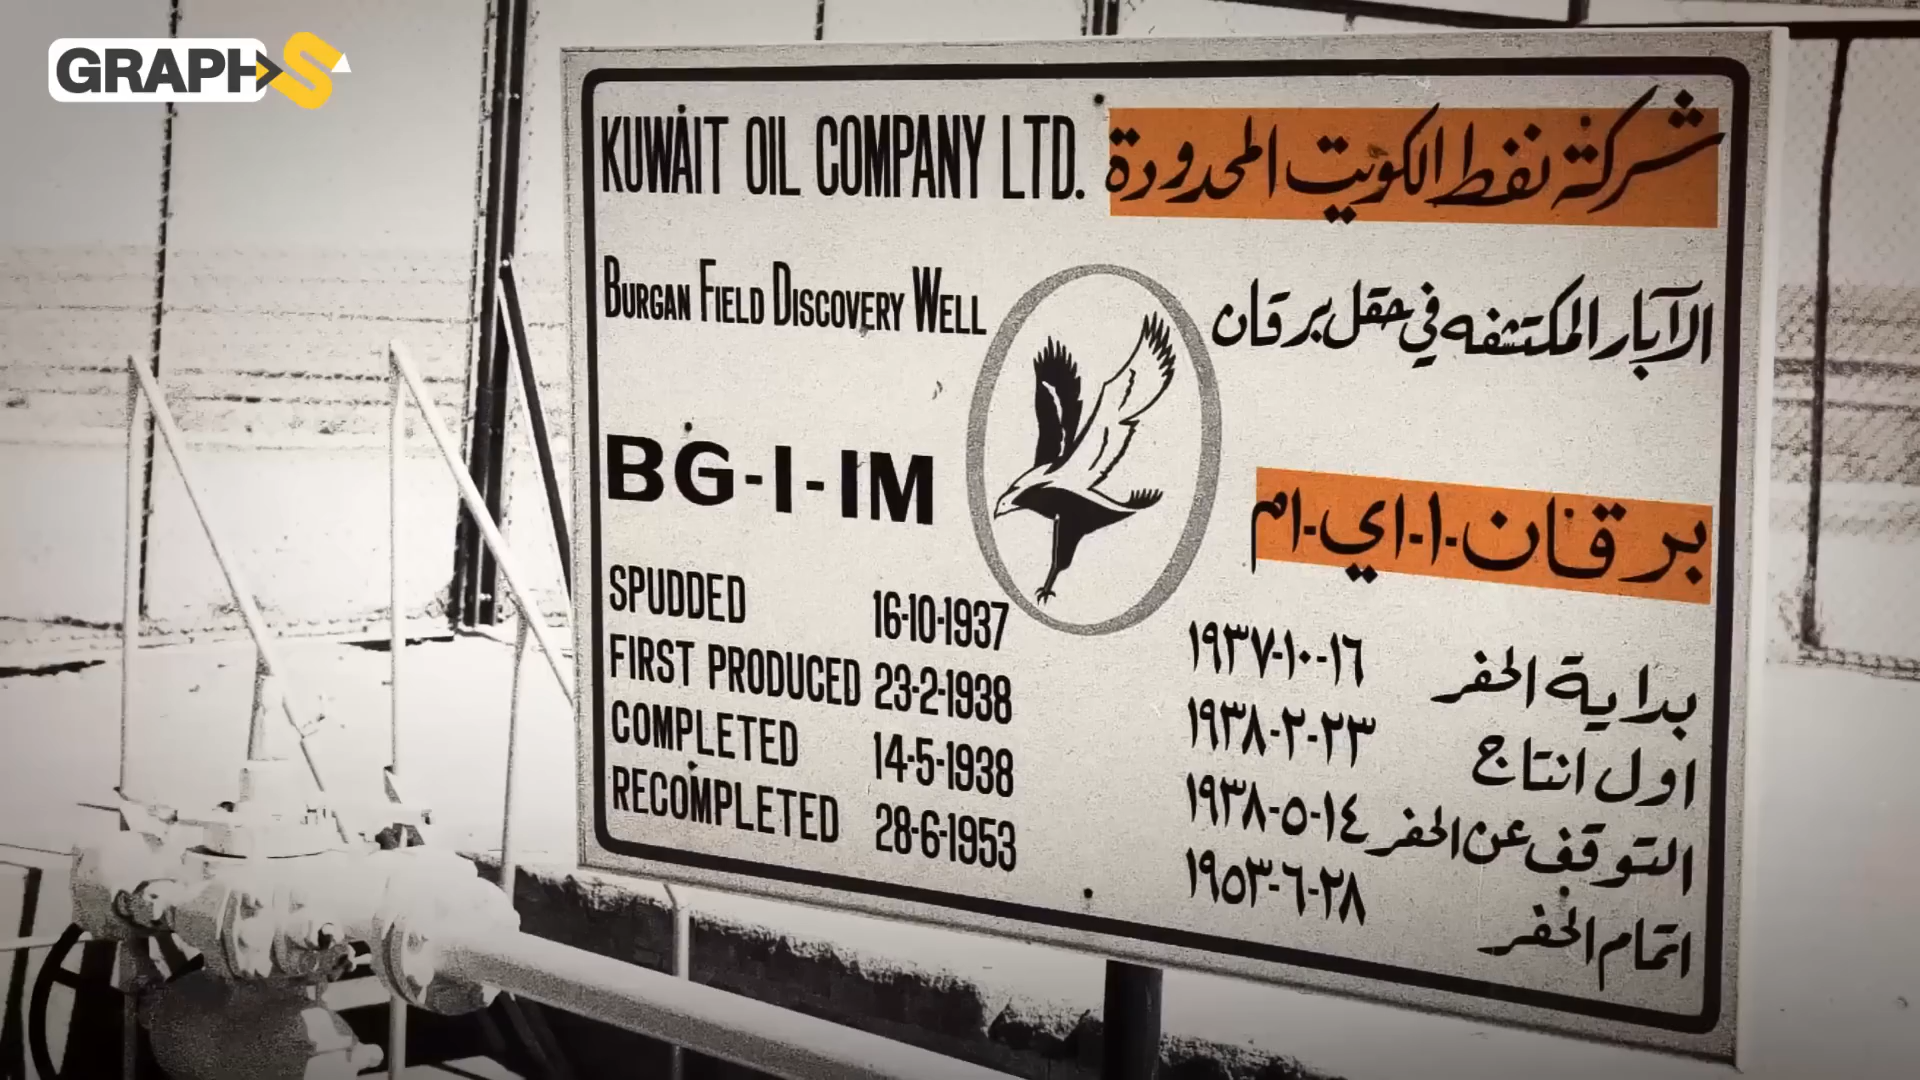 GRAPHS
KUWAIT OIL COMPANY LTD.
شركة نفط الكويت المحدودة
BURGAN FIELD DISCOVERY WELL
الآبار المكتشفه في حقل برقان
BG-I-IM
برقان-١-اي-ام
SPUDDED 16-10-1937
FIRST PRODUCED 23-2-1938
COMPLETED 14-5-1938
RECOMPLETED 28-6-1953
بداية الحفر ١٦-١٠-١٩٣٧
اول انتاج ٢٣-٢-١٩٣٨
التوقف عن الحفر ١٤-٥-١٩٣٨
اتمام الحفر ٢٨-٦-١٩٥٣